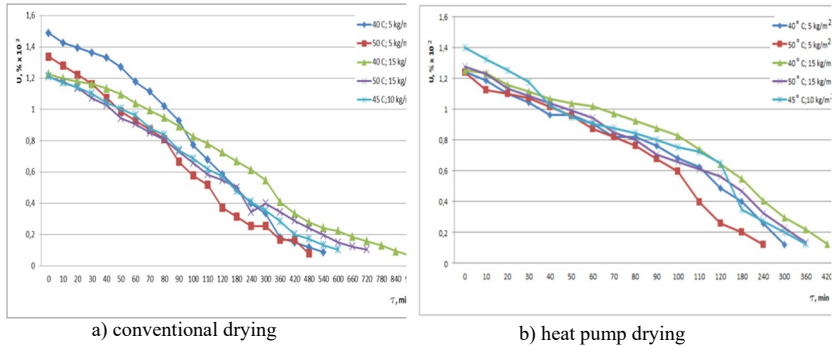 1,6
1,4
1,2
1
0,8
0,6
0,4
0,2
0
U, % × 10²
0 10 20 30 40 50 60 70 80 90 100 110 120 180 240 300 360 420 480 540 600 660 720 780 840 9
τ, min
40 C; 5 kg/m
50 C; 5 kg/m
40 C; 15 kg/m
50 C; 15 kg/m
45 C; 10 kg/m
a) conventional drying
1,6
1,4
1,2
1
0,8
0,6
0,4
0,2
0
U, % × 10²
0 10 20 30 40 50 60 70 80 90 100 110 120 180 240 300 360 420
τ, min
40° C; 5 kg/m²
50° C; 5 kg/m²
40° C; 15 kg/m
50° C; 15 kg/m
45° C;10 kg/m²
b) heat pump drying